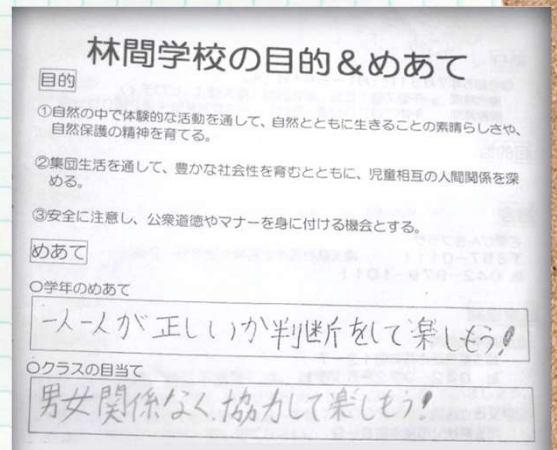 林間学校の目的&めあて
目的
①自然の中で体験的な活動を通して、自然とともに生きることの素晴らしさや、
自然保護の精神を育てる。
②集団生活を通して、豊かな社会性を育むとともに、児童相互の人間関係を深
める。
③安全に注意し、公衆道徳やマナーを身に付ける機会とする。
めあて
○学年のめあて
一人一人が正しいか判断をして楽しもう!
○クラスの目当て
男女関係なく、協力して楽しもう!